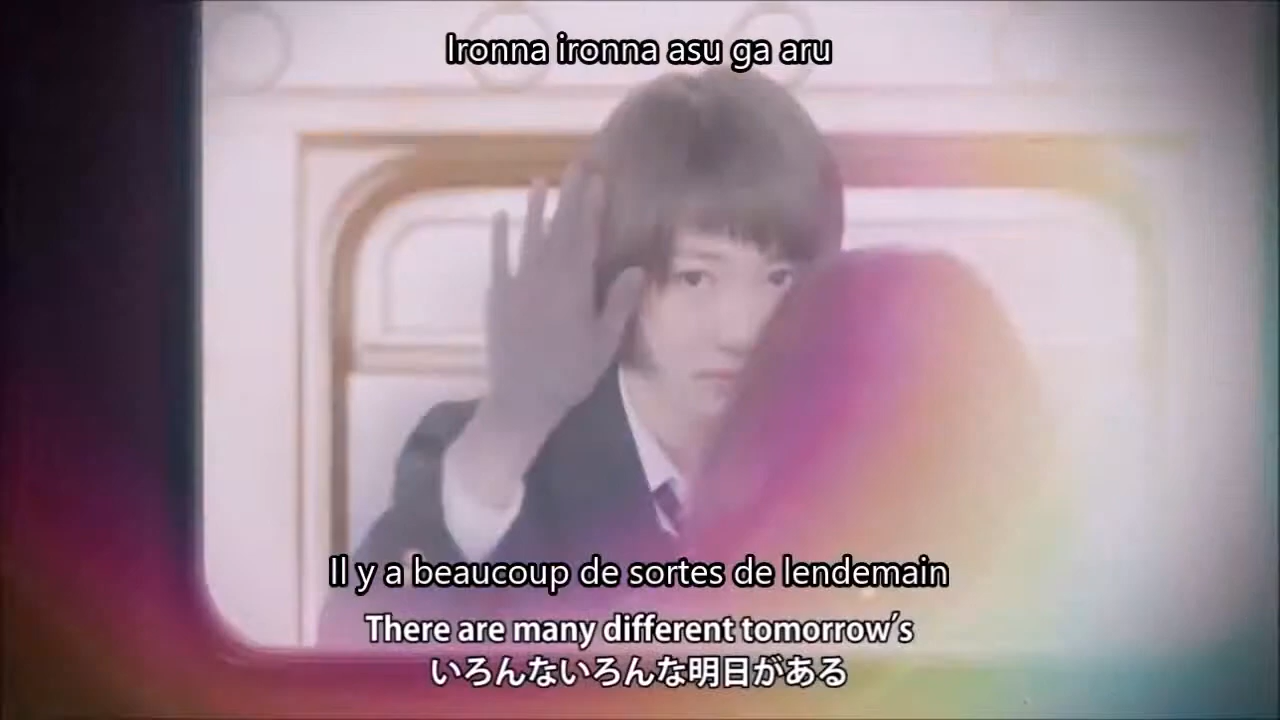 Ironna ironna asu ga aru
Il y a beaucoup de sortes de lendemain
There are many different tomorrow´s
いろんないろんな明日がある